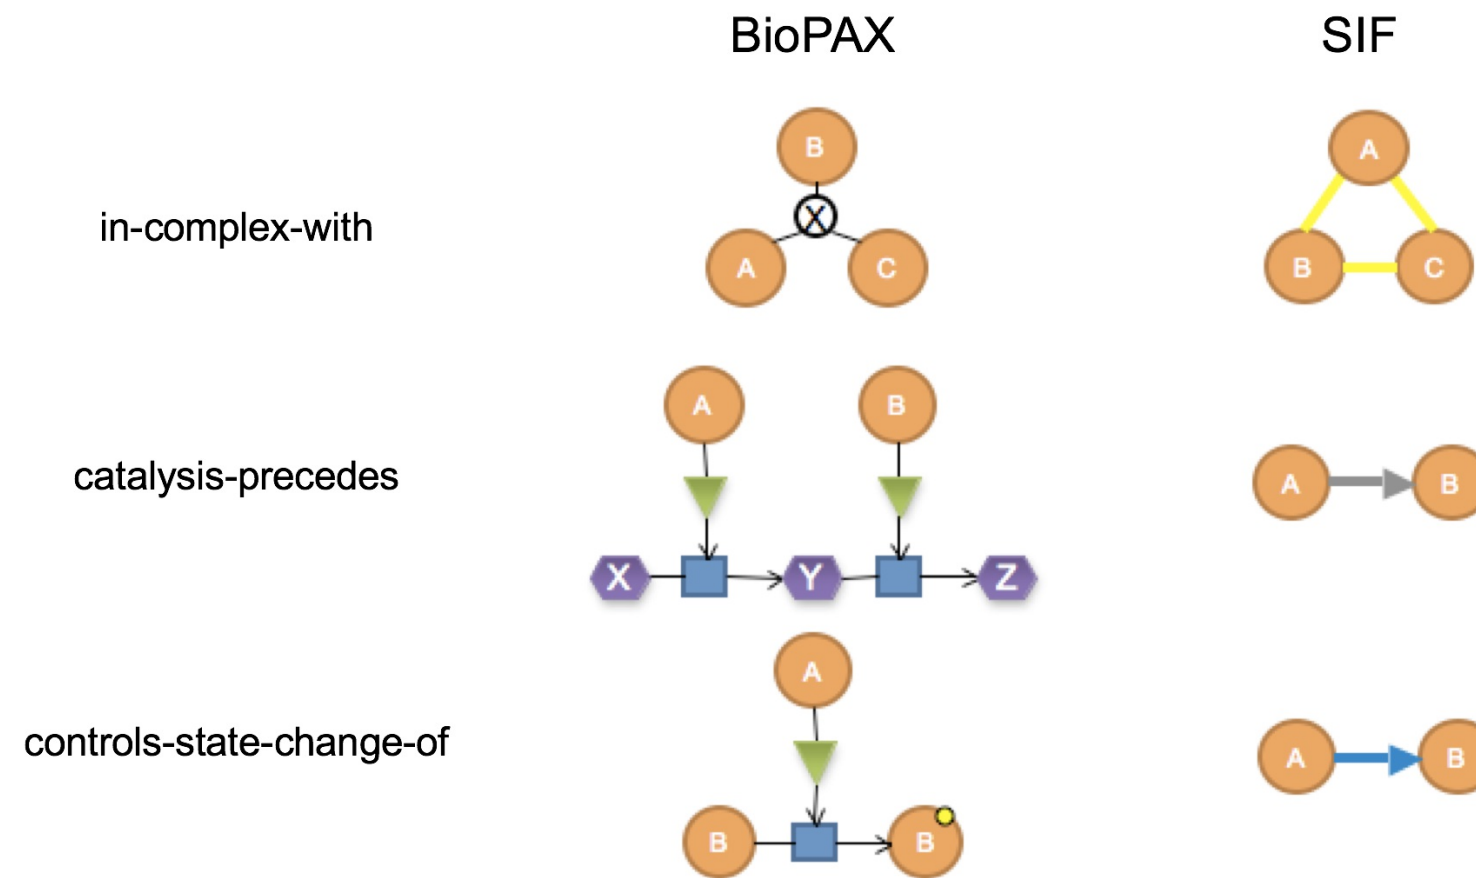 BioPAX SIF
B A
in-complex-with X
A C B C
A B
catalysis-precedes A B
X Y Z
A
controls-state-change-of A B
B B